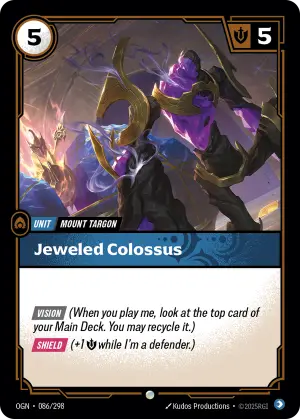 5
5
UNIT MOUNT TARGON
Jeweled Colossus
VISION (When you play me, look at the top card
of your Main Deck. You may recycle it.)
SHIELD (+1 while I'm a defender.)
OGN • 086/298 Kudos Productions • ©2025RGI